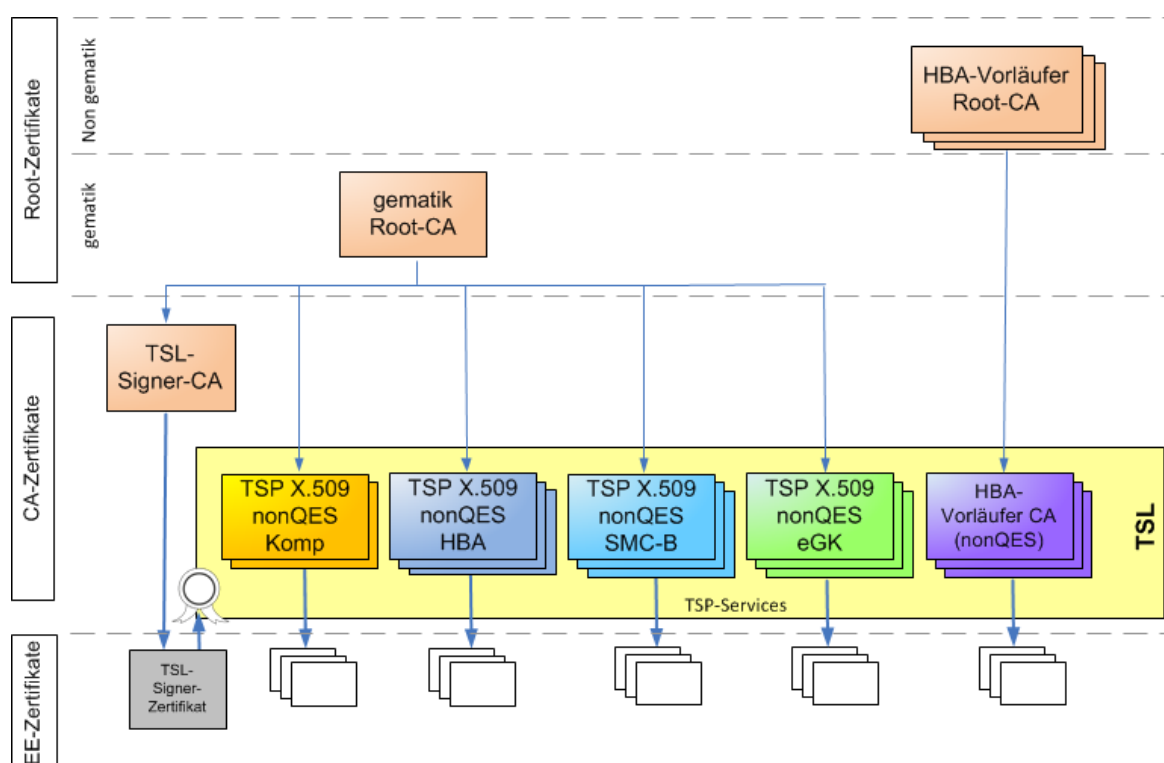 Root-Zertifikate
Non gematik
HBA-Vorläufer
Root-CA
gematik
gematik
Root-CA
CA-Zertifikate
TSL-
Signer-CA
TSP X.509
nonQES
Komp
TSP X.509
nonQES
HBA
TSP X.509
nonQES
SMC-B
TSP X.509
nonQES
eGK
HBA-
Vorläufer CA
(nonQES)
TSL
TSP-Services
EE-Zertifikate
TSL-
Signer-
Zertifikat